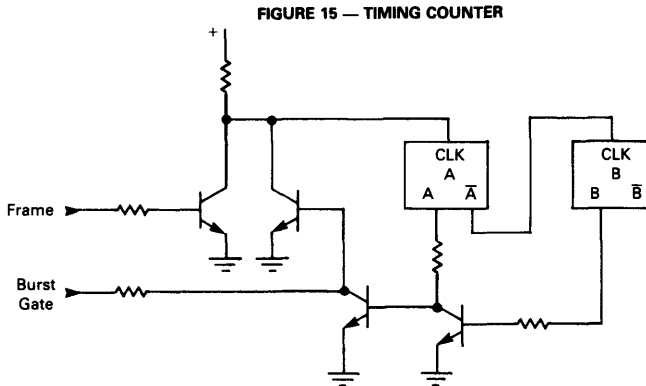 FIGURE 15 — TIMING COUNTER
+
CLK
A
A A̅
CLK
B
B B̅
Frame
Burst
Gate